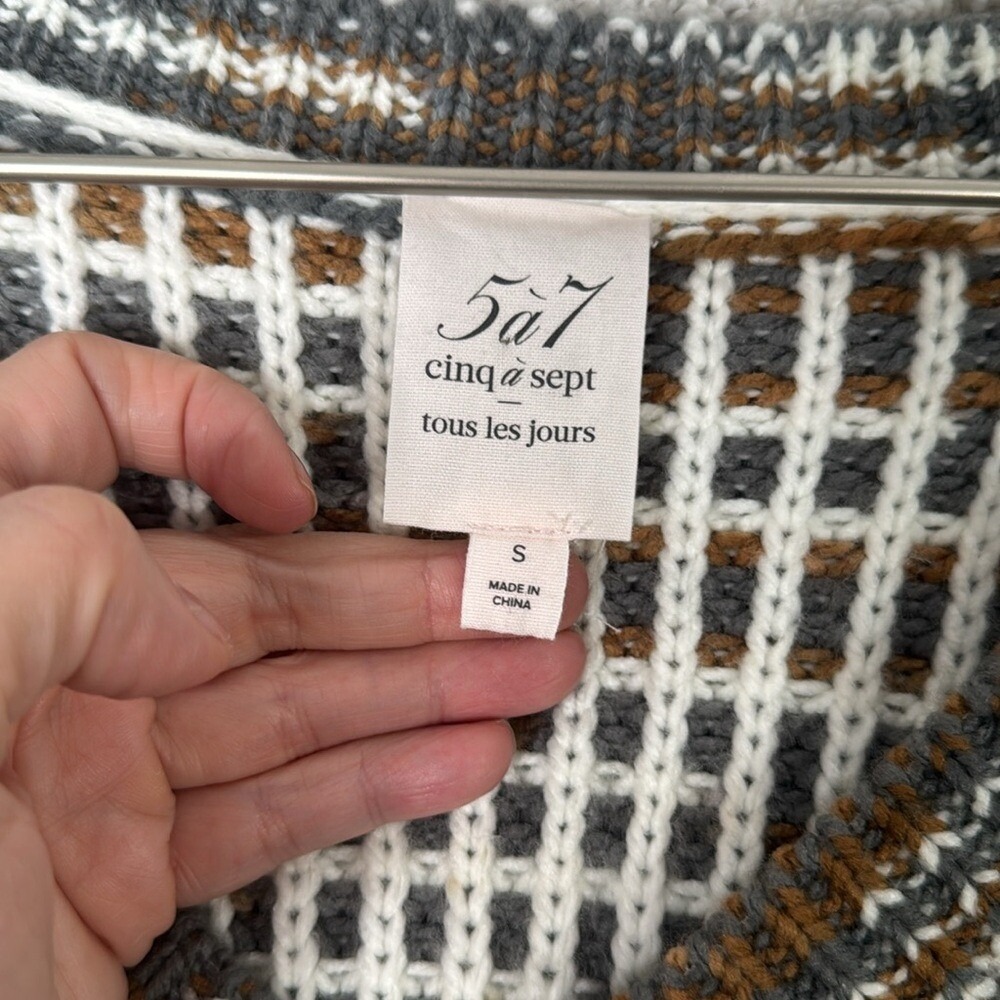 5à7
cinq à sept
tous les jours
S
MADE IN
CHINA